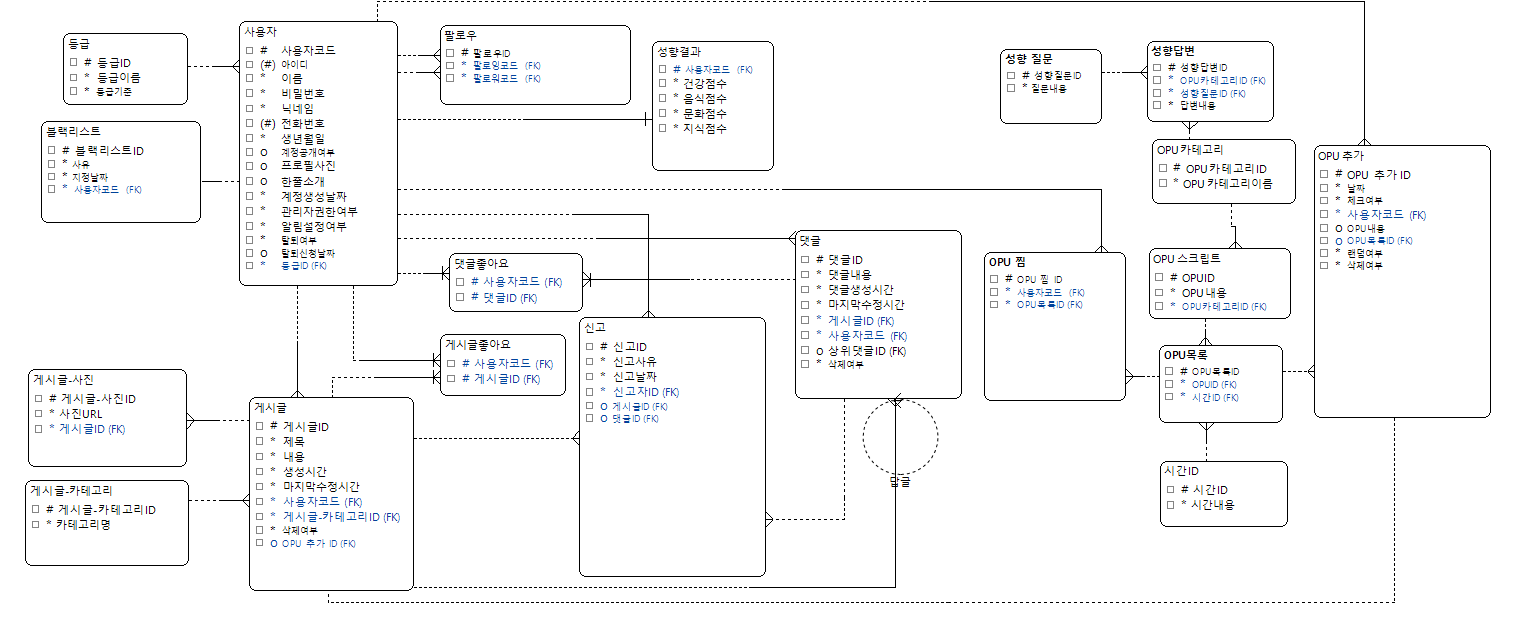 등급
# 등급ID
* 등급이름
* 등급기준
블랙리스트
# 블랙리스트ID
* 사유
* 지정날짜
* 사용자코드 (FK)
사용자
# 사용자코드
(#) 아이디
* 이름
* 비밀번호
* 닉네임
(#) 전화번호
* 생년월일
O 계정공개여부
O 프로필사진
O 한풀소개
* 계정생성날짜
* 관리자권한여부
* 알림설정여부
* 탈퇴여부
O 탈퇴신청날짜
* 등급ID (FK)
팔로우
# 팔로우ID
* 팔로잉코드 (FK)
* 팔로워코드 (FK)
성향결과
# 사용자코드 (FK)
* 건강점수
* 음식점수
* 문화점수
* 지식점수
성향 질문
# 성향질문ID
* 질문내용
성향답변
# 성향답변ID
* OPU카테고리ID (FK)
* 성향질문ID (FK)
* 답변내용
OPU카테고리
# OPU카테고리ID
* OPU카테고리이름
OPU 추가
# OPU 추가ID
* 날짜
* 체크여부
* 사용자코드 (FK)
O OPU내용
O OPU목록ID (FK)
* 랜덤여부
* 삭제여부
댓글좋아요
# 사용자코드 (FK)
# 댓글ID (FK)
댓글
# 댓글ID
* 댓글내용
* 댓글생성시간
* 마지막수정시간
* 게시글ID (FK)
* 사용자코드 (FK)
O 상위댓글ID (FK)
* 삭제여부
답글
OPU 찜
# OPU 찜 ID
* 사용자코드 (FK)
* OPU목록ID (FK)
OPU 스크립트
# OPUID
* OPU내용
* OPU카테고리ID (FK)
게시글좋아요
# 사용자코드 (FK)
# 게시글ID (FK)
신고
# 신고ID
* 신고사유
* 신고날짜
* 신고자ID (FK)
O 게시글ID (FK)
O 댓글ID (FK)
OPU목록
# OPU목록ID
* OPUID (FK)
* 시간ID (FK)
게시글-사진
# 게시글-사진ID
* 사진URL
* 게시글ID (FK)
게시글
# 게시글ID
* 제목
* 내용
* 생성시간
* 마지막수정시간
* 사용자코드 (FK)
* 게시글-카테고리ID (FK)
* 삭제여부
O OPU 추가 ID (FK)
게시글-카테고리
# 게시글-카테고리ID
* 카테고리명
시간ID
# 시간ID
* 시간내용